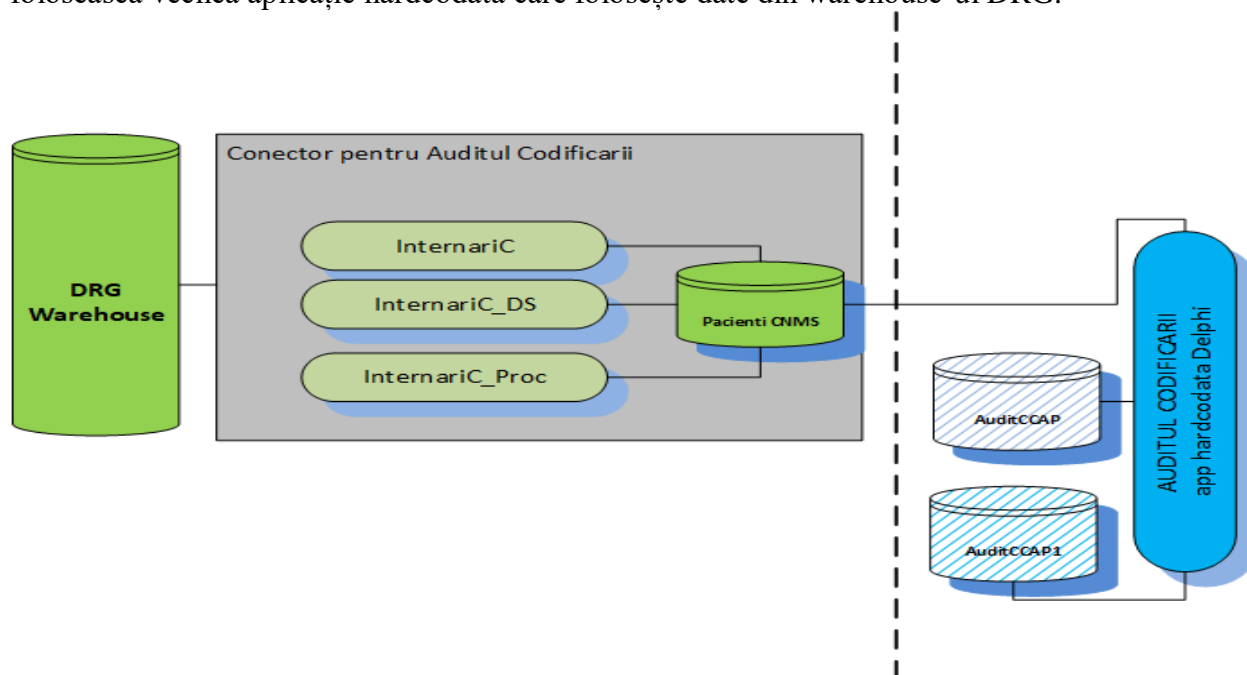 folosească vechea aplicație hardcodată care folosește date din warehouse-ul DRG.
Conector pentru Auditul Codificarii
InternariC
DRG
Warehouse
InternariC_DS
Pacienti CNMS
InternariC_Proc
AuditCCAP
AuditCCAP1
AUDITUL CODIFICARII
app hardcodata Delphi